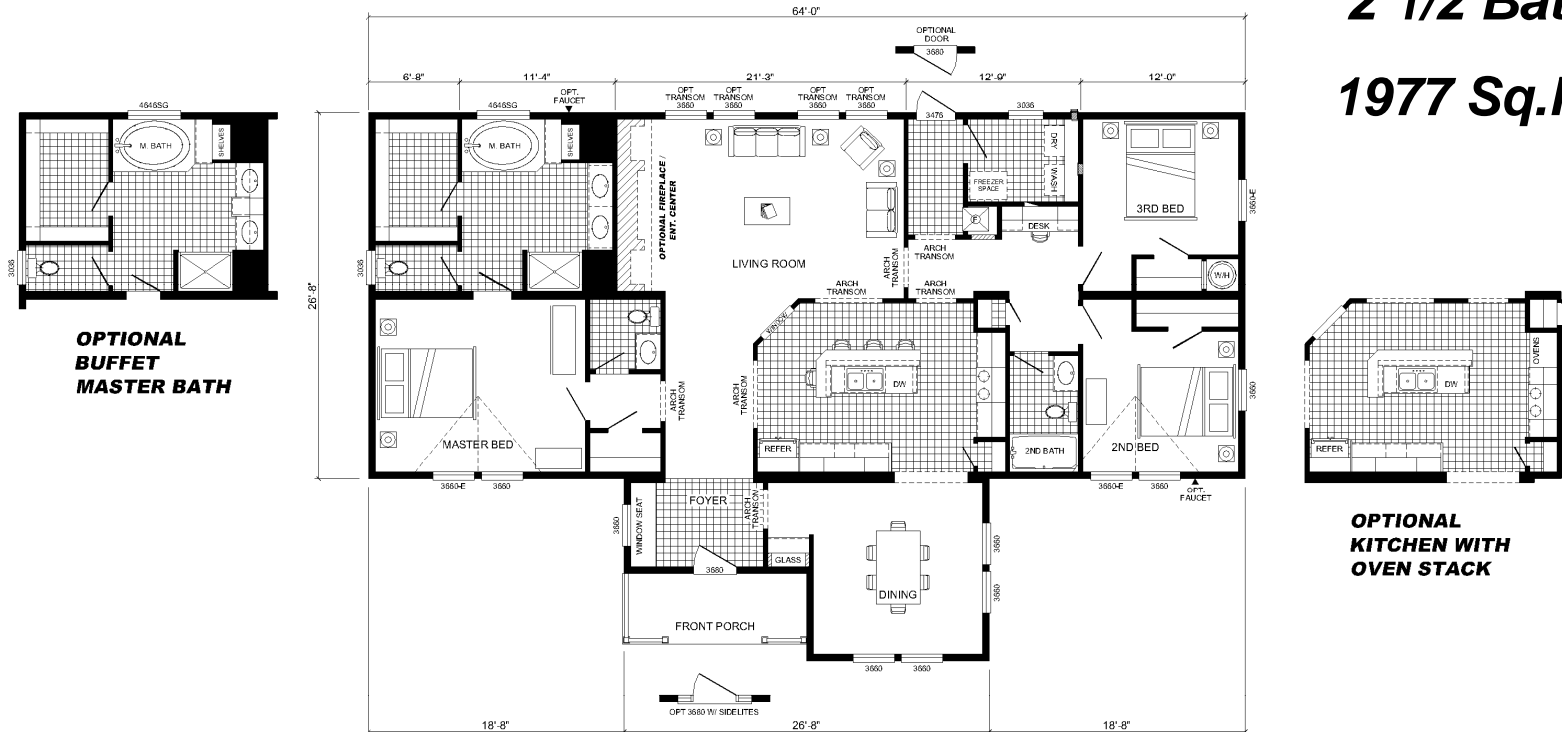 2 1/2 Bat
1977 Sq.
64'-0"
OPTIONAL
DOOR
3680
6'-8"
11'-4"
21'-3"
12'-9"
12'-0"
4646SG
M. BATH
SHELVES
3036
OPTIONAL
BUFFET
MASTER BATH
26'-8"
4646SG
OPT.
FAUCET
M. BATH
SHELVES
3036
OPT
TRANSOM
3660
OPT
TRANSOM
3660
OPT
TRANSOM
3660
OPT
TRANSOM
3660
OPTIONAL FIREPLACE /
ENT. CENTER
LIVING ROOM
ARCH
TRANSOM
ARCH
TRANSOM
3476
3036
DRY
WASH
FREEZER
SPACE
F
DESK
ARCH
TRANSOM
ARCH
TRANSOM
3RD BED
3660-E
W/H
MASTER BED
3660-E
3660
ARCH
TRANSOM
ARCH
TRANSOM
WINDOW
DW
REFER
2ND BATH
2ND BED
3660
3660-E
3660
OPT.
FAUCET
FOYER
WINDOW SEAT
3660
ARCH
TRANSOM
3680
GLASS
DINING
3660
3660
3660
3660
FRONT PORCH
OPT 3680 W/ SIDELITES
18'-8"
26'-8"
18'-8"
OVENS
DW
REFER
OPTIONAL
KITCHEN WITH
OVEN STACK